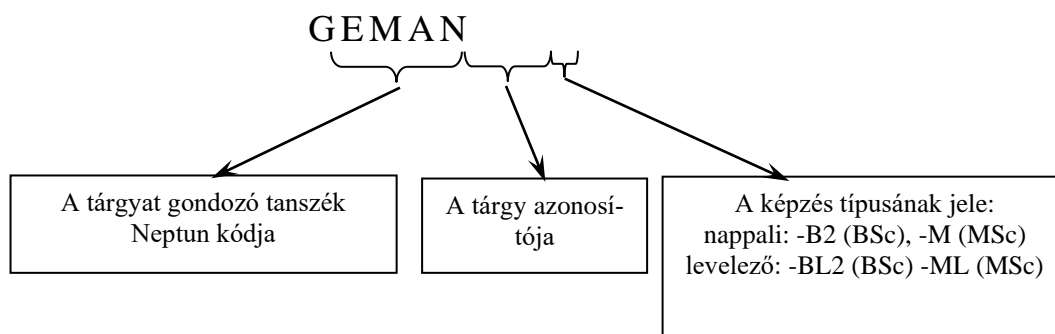 GEMAN
A tárgyat gondozó tanszék
Neptun kódja
A tárgy azonosí-
tója
A képzés típusának jele:
nappali: -B2 (BSc), -M (MSc)
levelező: -BL2 (BSc) -ML (MSc)